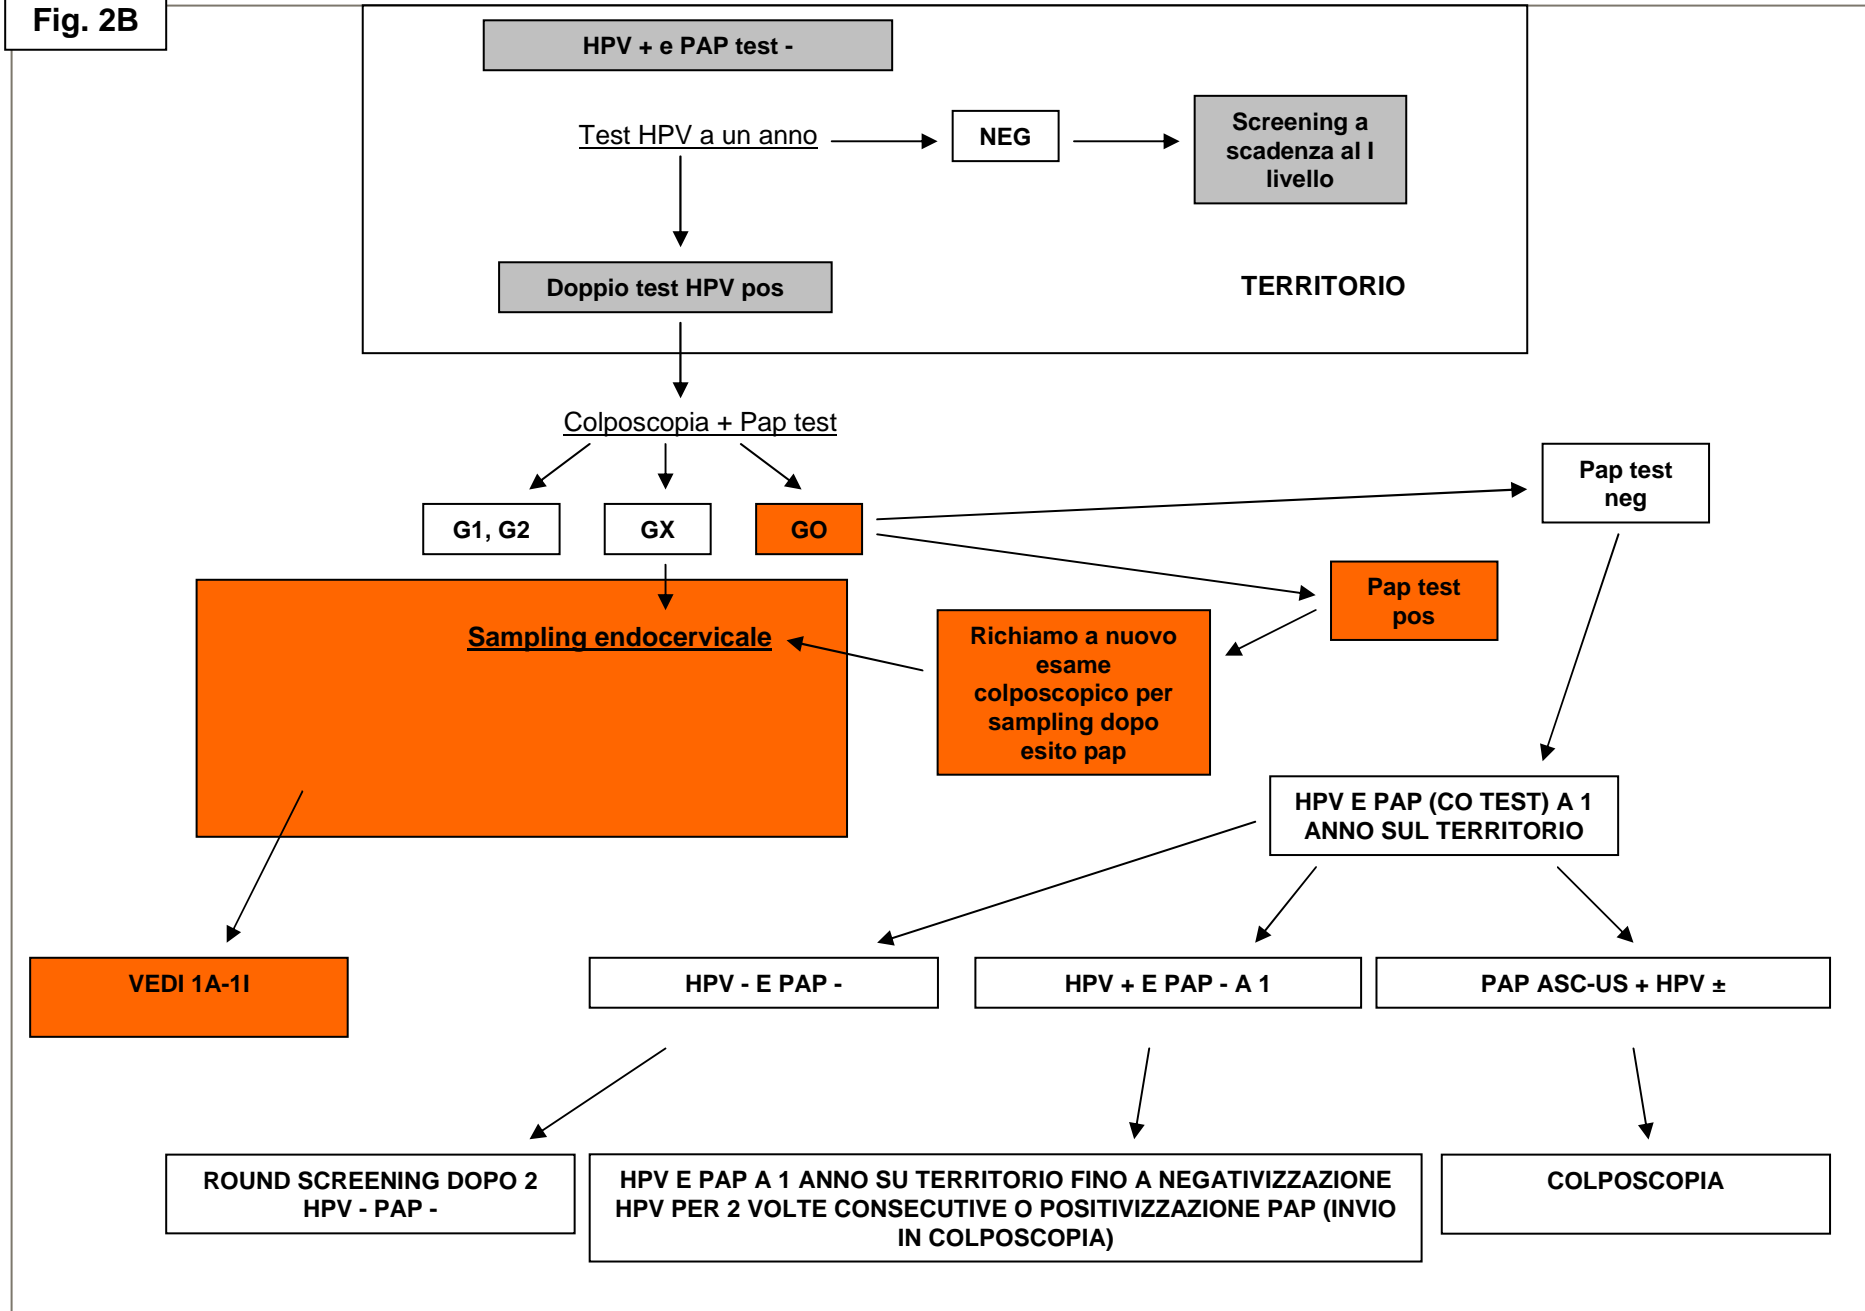 Fig. 2B
HPV + e PAP test -
Test HPV a un anno
NEG
Screening a
scadenza al I
livello
Doppio test HPV pos
TERRITORIO
Colposcopia + Pap test
G1, G2
GX
GO
Pap test
neg
Pap test
pos
Sampling endocervicale
Richiamo a nuovo
esame
colposcopico per
sampling dopo
esito pap
HPV E PAP (CO TEST) A 1
ANNO SUL TERRITORIO
VEDI 1A-1I
HPV - E PAP -
HPV + E PAP - A 1
PAP ASC-US + HPV ±
ROUND SCREENING DOPO 2
HPV - PAP -
HPV E PAP A 1 ANNO SU TERRITORIO FINO A NEGATIVIZZAZIONE
HPV PER 2 VOLTE CONSECUTIVE O POSITIVIZZAZIONE PAP (INVIO
IN COLPOSCOPIA)
COLPOSCOPIA